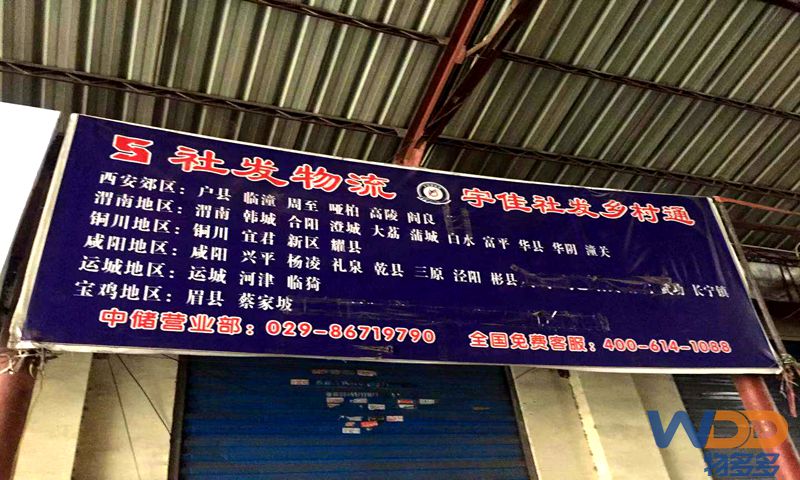 社发物流 宇佳社发乡村通
西安郊区：户县 临潼 周至 哑柏 高陵 阎良
渭南地区：渭南 韩城 合阳 澄城 大荔 蒲城 白水 富平 华县 华阴 潼关
铜川地区：铜川 宜君 新区 耀县
咸阳地区：咸阳 兴平 杨凌 礼泉 乾县 三原 泾阳 彬县 武功 长宁镇
运城地区：运城 河津 临猗
宝鸡地区：眉县 蔡家坡
中储营业部：029-86719790 全国免费客服：400-614-1088
WDD
物多多